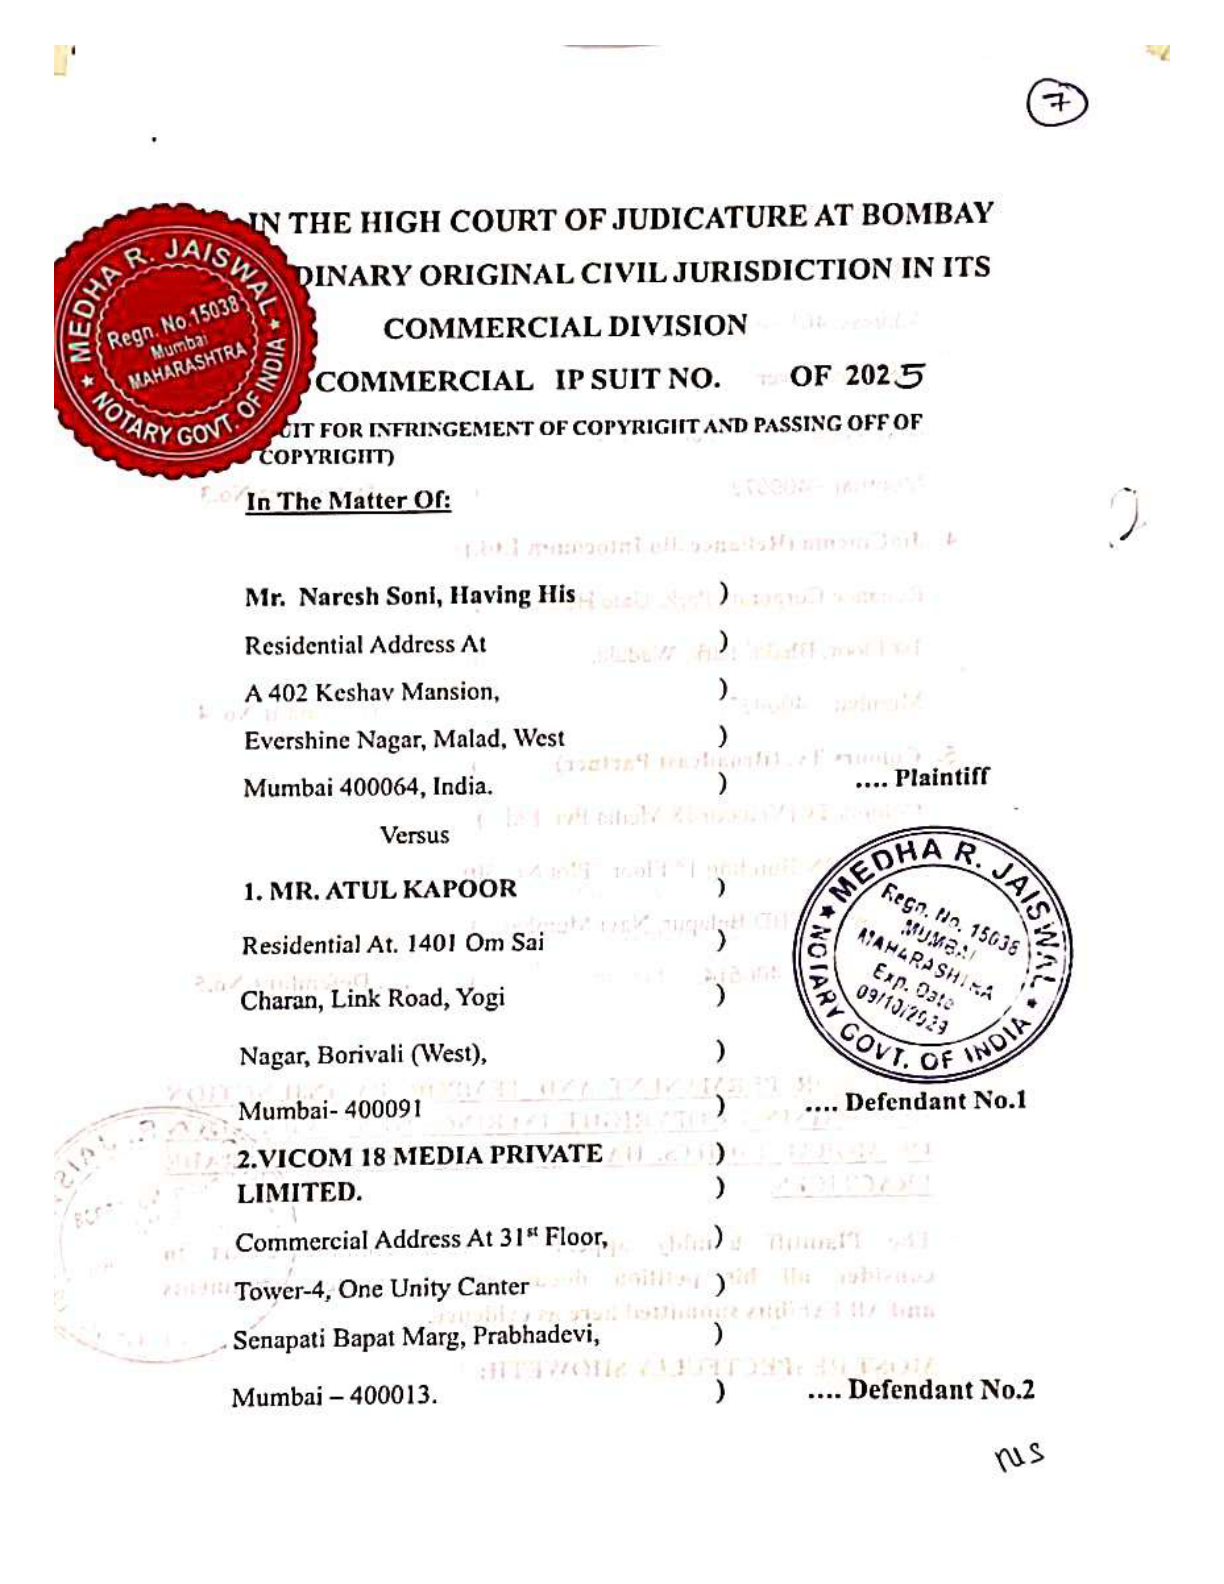 7
IN THE HIGH COURT OF JUDICATURE AT BOMBAY
DINARY ORIGINAL CIVIL JURISDICTION IN ITS
COMMERCIAL DIVISION
COMMERCIAL IP SUIT NO. OF 2025
IT FOR INFRINGEMENT OF COPYRIGHT AND PASSING OFF OF
COPYRIGHT)
MEDHA R. JAISWAL
Regn. No.15038
Mumbai
MAHARASHTRA
NOTARY GOVT. OF INDIA
In The Matter Of:
Mr. Naresh Soni, Having His )
Residential Address At )
A 402 Keshav Mansion, )
Evershine Nagar, Malad, West )
Mumbai 400064, India. ) .... Plaintiff
Versus
1. MR. ATUL KAPOOR )
Residential At. 1401 Om Sai )
Charan, Link Road, Yogi )
Nagar, Borivali (West), )
Mumbai- 400091 ) .... Defendant No.1
MEDHA R. JAISWAL
Regn. No. 15038
MUMBAI
MAHARASHTRA
Exp. Date
09/10/2029
GOVT. OF INDIA
2.VICOM 18 MEDIA PRIVATE )
LIMITED. )
Commercial Address At 31st Floor, )
Tower-4, One Unity Canter )
Senapati Bapat Marg, Prabhadevi, )
Mumbai – 400013. ) .... Defendant No.2